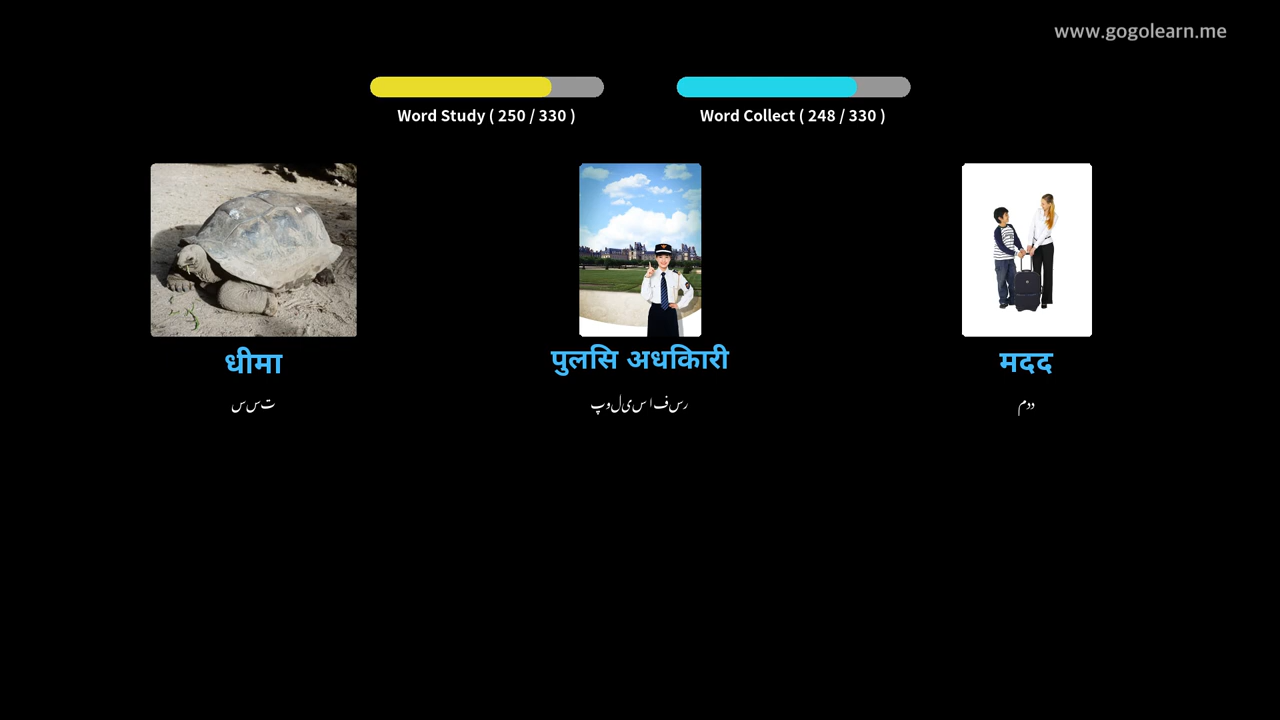 www.gogolearn.me
Word Study ( 250 / 330 )
Word Collect ( 248 / 330 )
धीमा
पुलसि अधकिारी
मदद
سست
پولیس افسر
مدد